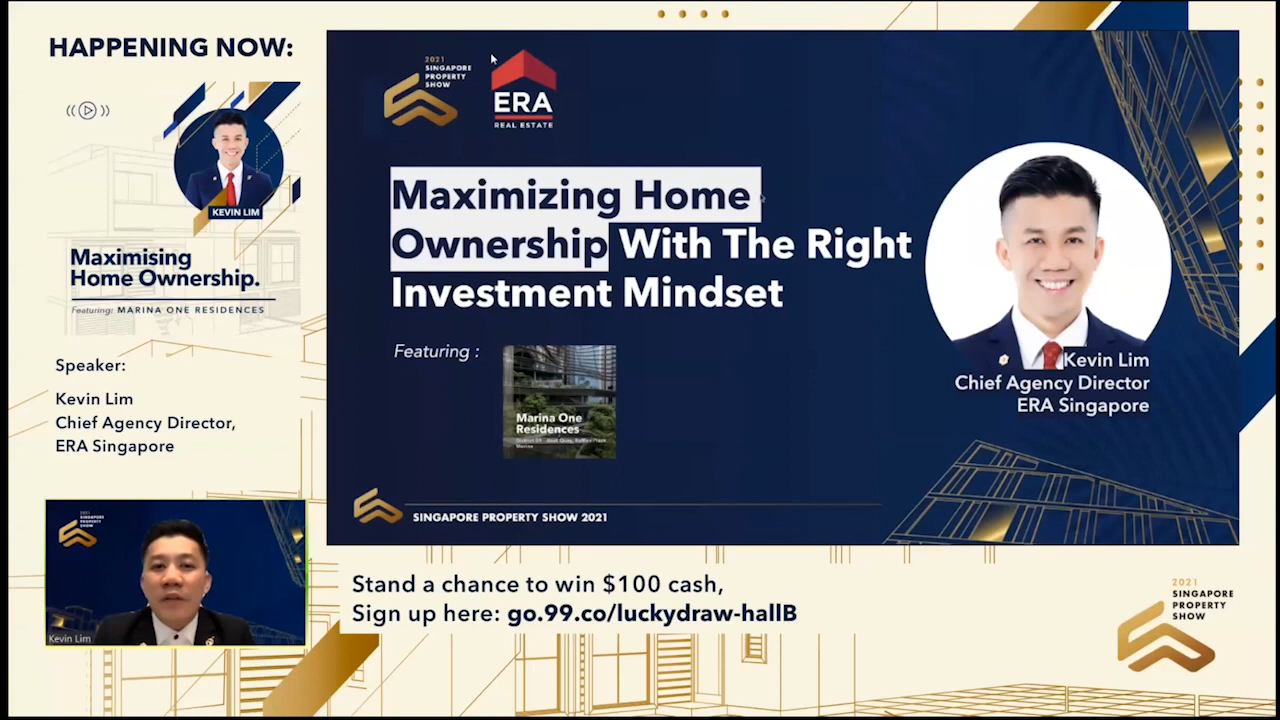 HAPPENING NOW:
KEVIN LIM
Maximising
Home Ownership.
Featuring: MARINA ONE RESIDENCES
Speaker:
Kevin Lim
Chief Agency Director,
ERA Singapore
Kevin Lim
2021
SINGAPORE
PROPERTY
SHOW
2021
SINGAPORE
PROPERTY
SHOW
ERA
REAL ESTATE
Maximizing Home
Ownership With The Right
Investment Mindset
Featuring :
Marina One
Residences
Kevin Lim
Chief Agency Director
ERA Singapore
SINGAPORE PROPERTY SHOW 2021
Stand a chance to win $100 cash,
Sign up here: go.99.co/luckydraw-hallB
2021
SINGAPORE
PROPERTY
SHOW